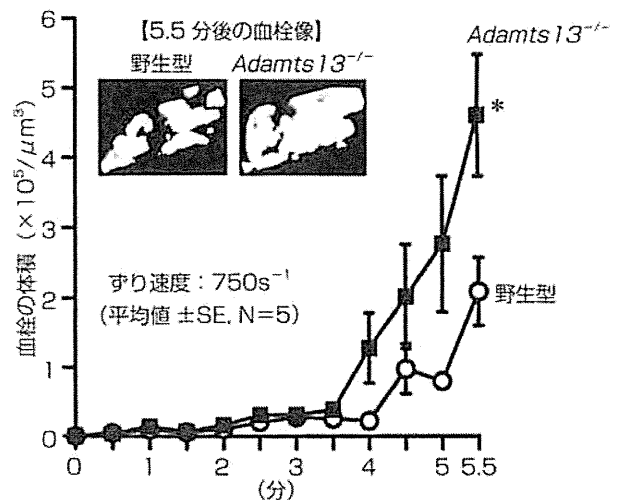 【5.5 分後の血栓像】
野生型 Adamts13⁻/⁻
Adamts13⁻/⁻
*
野生型
ずり速度：750s⁻¹
(平均値 ±SE, N=5)
血栓の体積 (×10⁵/μm³)
6
5
4
3
2
1
0
0 1 2 3 4 5 5.5
(分)